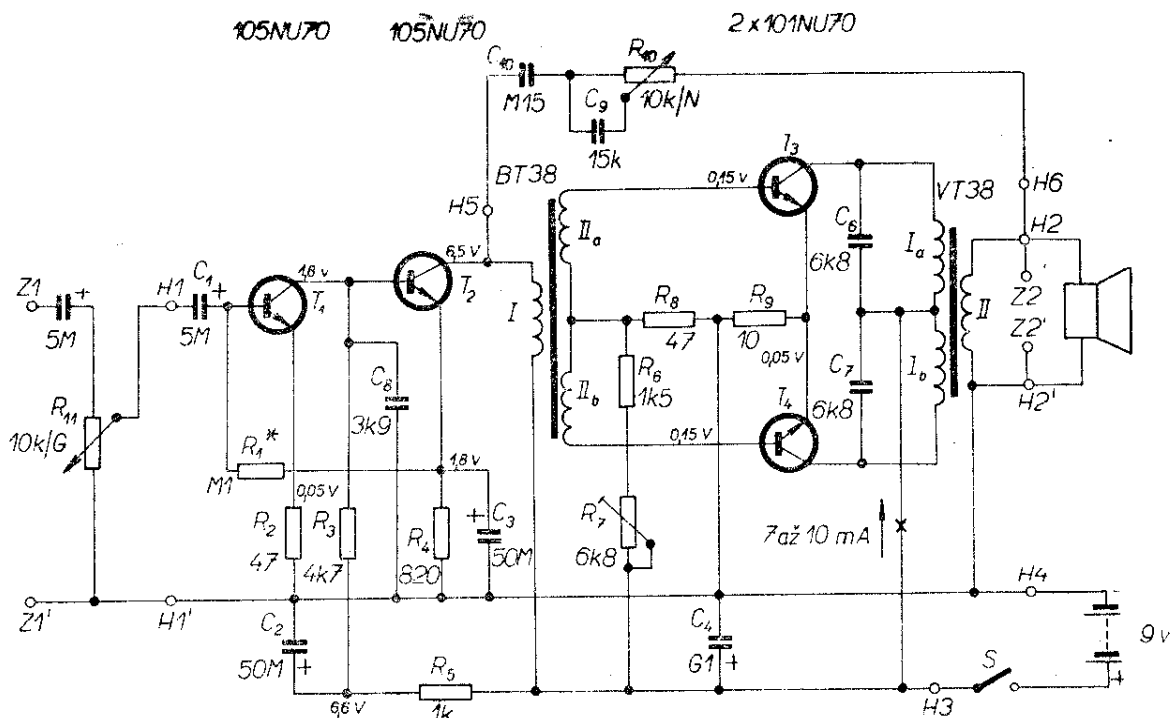 105NU70 105NU70 2 x 101NU70
C10
M15
R10
10k/N
C9
15k
BT38
H5
0,15 V
T3
VT38
H6
H2
Z1
5M
H1
C1
5M
1,8 V
T1
6,5 V
T2
I
IIa
IIb
R8
47
R9
10
0,05 V
C6
6k8
Ia
Ib
II
Z2
Z2'
H2'
R11
10k/G
R1*
M1
C8
3k9
R6
1k5
T4
C7
6k8
0,15 V
0,05 V
1,8 V
R2
47
R3
4k7
R4
820
C3
50M
R7
6k8
7 až 10 mA
Z1'
H1'
H4
C2
50M
C4
G1
9 V
R5
1k
6,6 V
S
H3